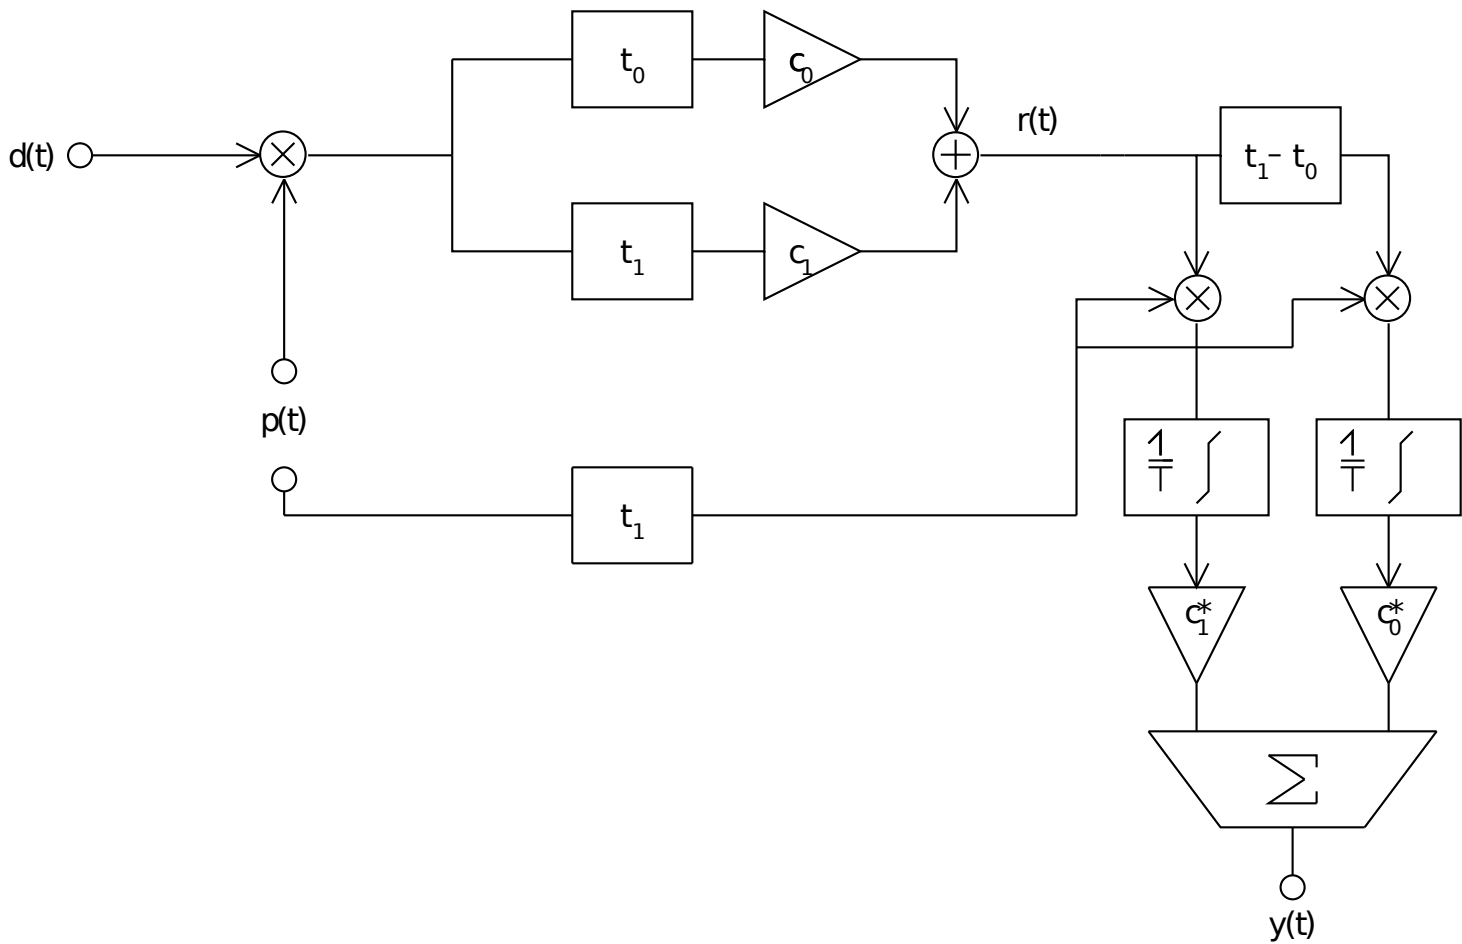 t₀
c₀
d(t)
r(t)
t₁– t₀
t₁
c₁
p(t)
t₁
1
T
∫
1
T
∫
c₁*
c₀*
Σ
y(t)